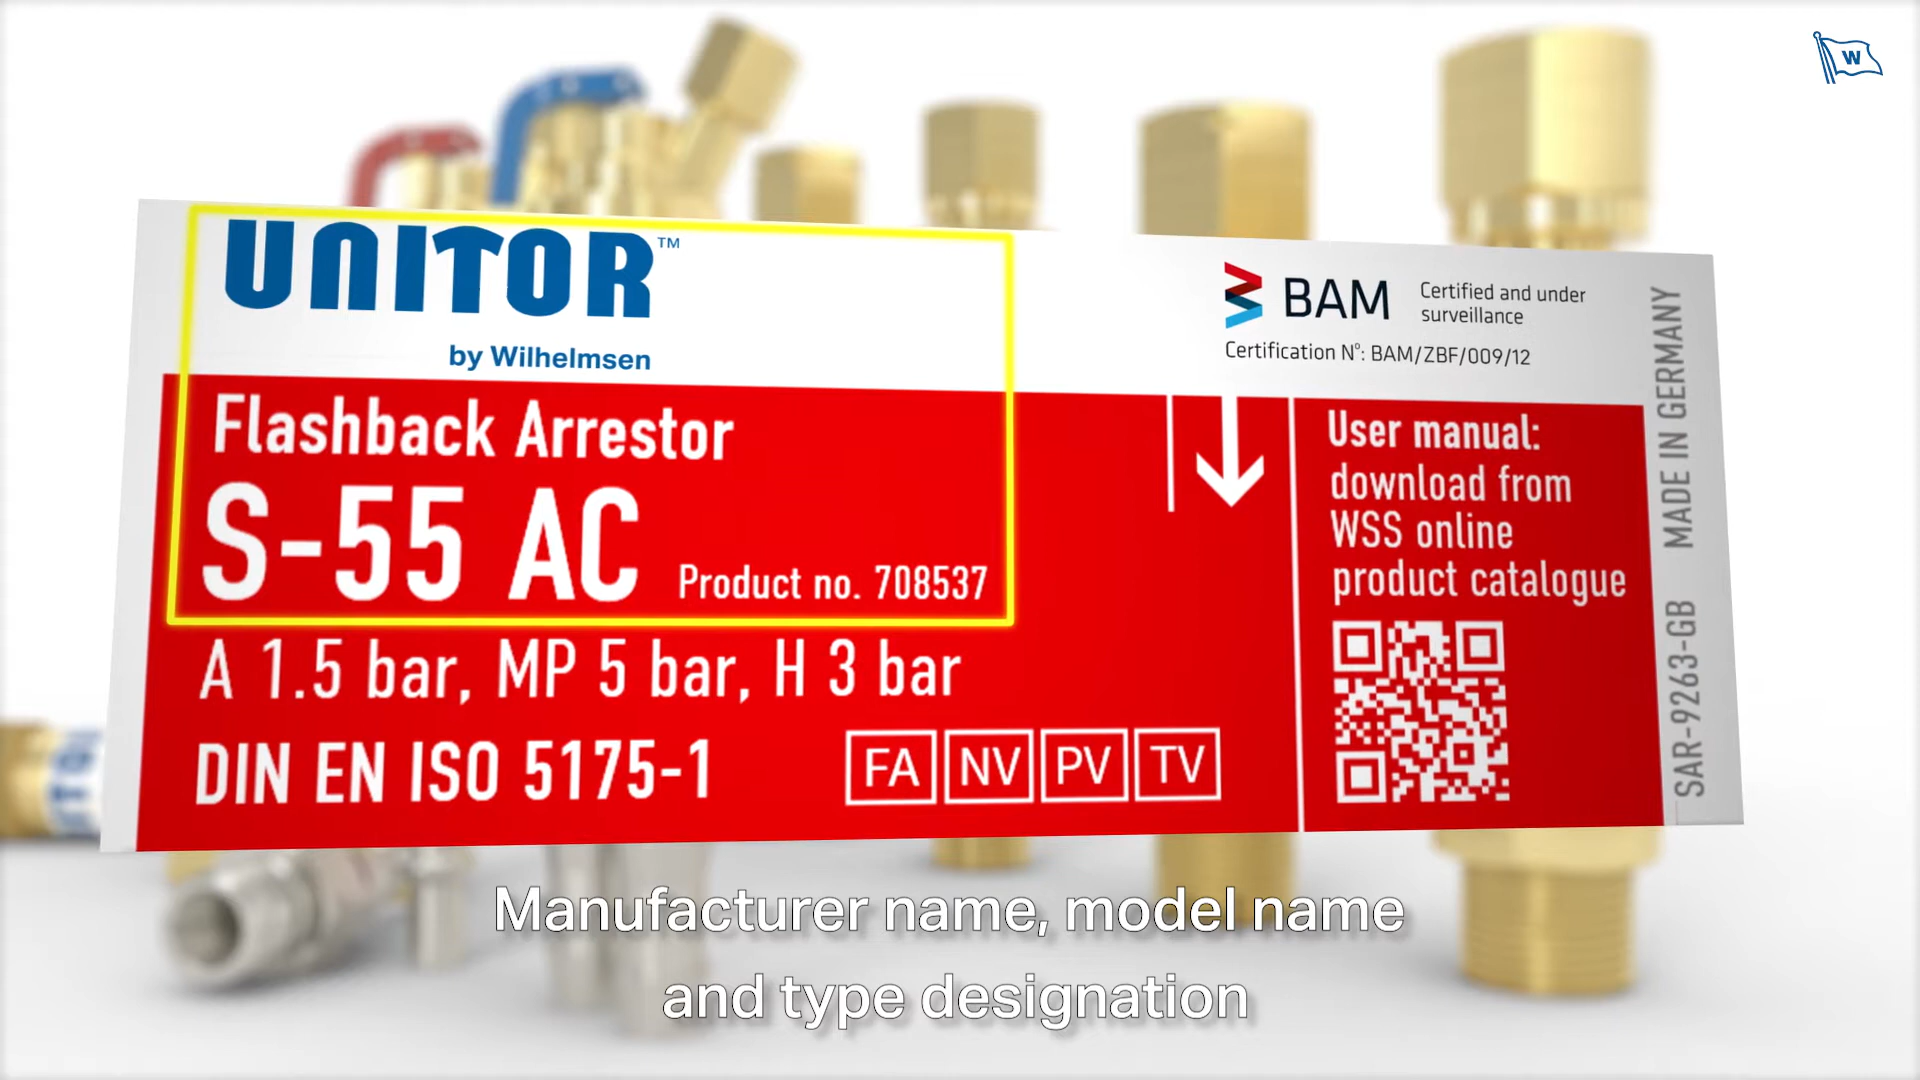 W
UNITOR™
by Wilhelmsen
BAM
Certified and under
surveillance
Certification N°: BAM/ZBF/009/12
Flashback Arrestor
S-55 AC
Product no. 708537
A 1.5 bar, MP 5 bar, H 3 bar
DIN EN ISO 5175-1
FA NV PV TV
User manual:
download from
WSS online
product catalogue
SAR-9263-GB MADE IN GERMANY
Manufacturer name, model name
and type designation